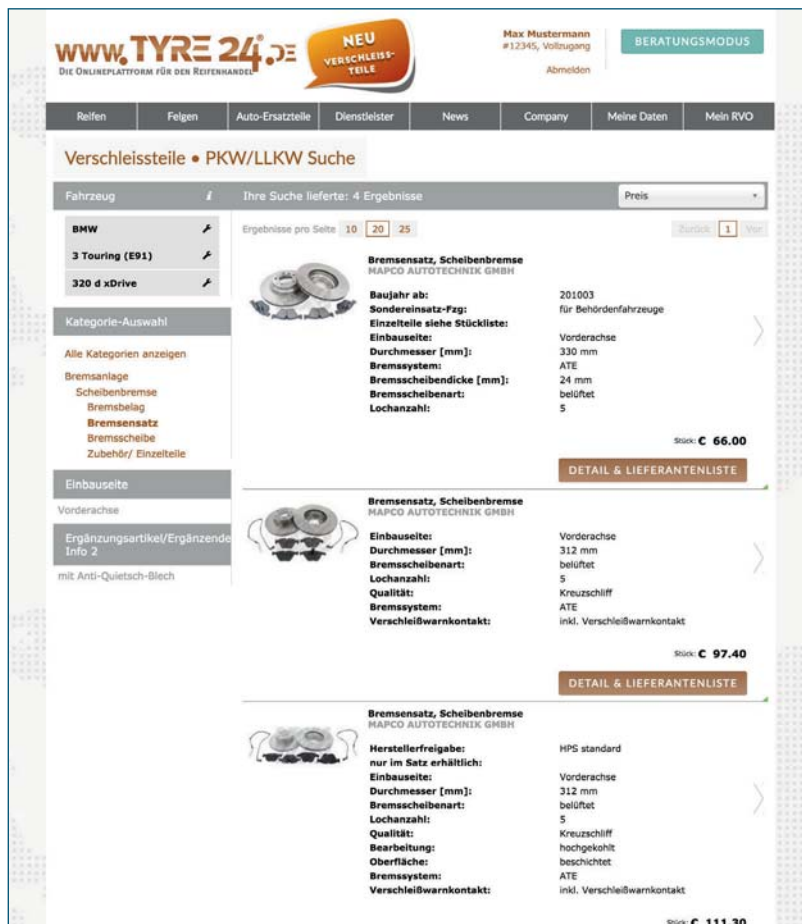 www.TYRE24.DE
DIE ONLINEPLATTFORM FÜR DEN REIFENHANDEL
NEU
VERSCHLEISS-
TEILE
Max Mustermann
#12345, Vollzugang
Abmelden
BERATUNGSMODUS
Reifen Felgen Auto-Ersatzteile Dienstleister News Company Meine Daten Mein RVO
Verschleissteile • PKW/LLKW Suche
Fahrzeug i
BMW
3 Touring (E91)
320 d xDrive
Kategorie-Auswahl
Alle Kategorien anzeigen
Bremsanlage
Scheibenbremse
Bremsbelag
Bremsensatz
Bremsscheibe
Zubehör/ Einzelteile
Einbauseite
Vorderachse
Ergänzungsartikel/Ergänzende
Info 2
mit Anti-Quietsch-Blech
Ihre Suche lieferte: 4 Ergebnisse Preis
Ergebnisse pro Seite 10 20 25 Zurück 1 Vor
Bremsensatz, Scheibenbremse
MAPCO AUTOTECHNIK GMBH
Baujahr ab: 201003
Sondereinsatz-Fzg: für Behördenfahrzeuge
Einzelteile siehe Stückliste:
Einbauseite: Vorderachse
Durchmesser [mm]: 330 mm
Bremssystem: ATE
Bremsscheibendicke [mm]: 24 mm
Bremsscheibenart: belüftet
Lochanzahl: 5
Stück: € 66.00
DETAIL & LIEFERANTENLISTE
Bremsensatz, Scheibenbremse
MAPCO AUTOTECHNIK GMBH
Einbauseite: Vorderachse
Durchmesser [mm]: 312 mm
Bremsscheibenart: belüftet
Lochanzahl: 5
Qualität: Kreuzschliff
Bremssystem: ATE
Verschleißwarnkontakt: inkl. Verschleißwarnkontakt
Stück: € 97.40
DETAIL & LIEFERANTENLISTE
Bremsensatz, Scheibenbremse
MAPCO AUTOTECHNIK GMBH
Herstellerfreigabe: HPS standard
nur im Satz erhältlich:
Einbauseite: Vorderachse
Durchmesser [mm]: 312 mm
Bremsscheibenart: belüftet
Lochanzahl: 5
Qualität: Kreuzschliff
Bearbeitung: hochgekohlt
Oberfläche: beschichtet
Bremssystem: ATE
Verschleißwarnkontakt: inkl. Verschleißwarnkontakt
Stück: € 111.30